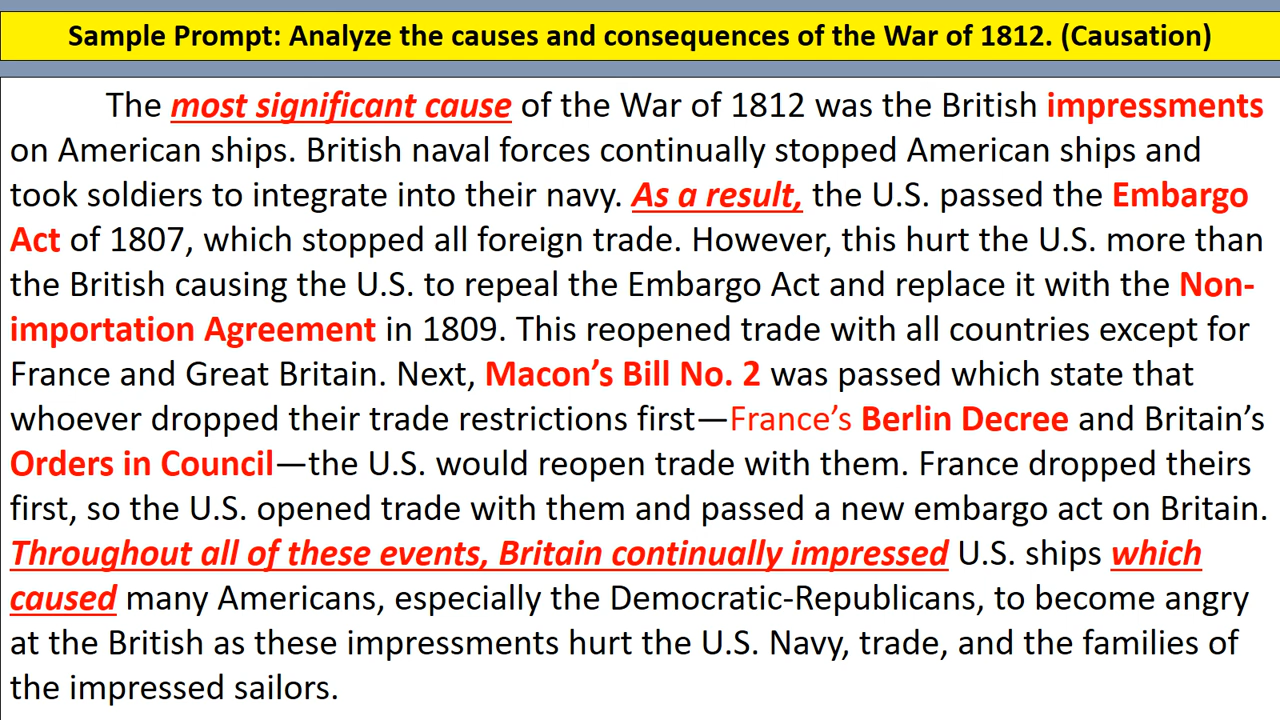 Sample Prompt: Analyze the causes and consequences of the War of 1812. (Causation)
The most significant cause of the War of 1812 was the British impressments
on American ships. British naval forces continually stopped American ships and
took soldiers to integrate into their navy. As a result, the U.S. passed the Embargo
Act of 1807, which stopped all foreign trade. However, this hurt the U.S. more than
the British causing the U.S. to repeal the Embargo Act and replace it with the Non-
importation Agreement in 1809. This reopened trade with all countries except for
France and Great Britain. Next, Macon’s Bill No. 2 was passed which state that
whoever dropped their trade restrictions first—France’s Berlin Decree and Britain’s
Orders in Council—the U.S. would reopen trade with them. France dropped theirs
first, so the U.S. opened trade with them and passed a new embargo act on Britain.
Throughout all of these events, Britain continually impressed U.S. ships which
caused many Americans, especially the Democratic-Republicans, to become angry
at the British as these impressments hurt the U.S. Navy, trade, and the families of
the impressed sailors.